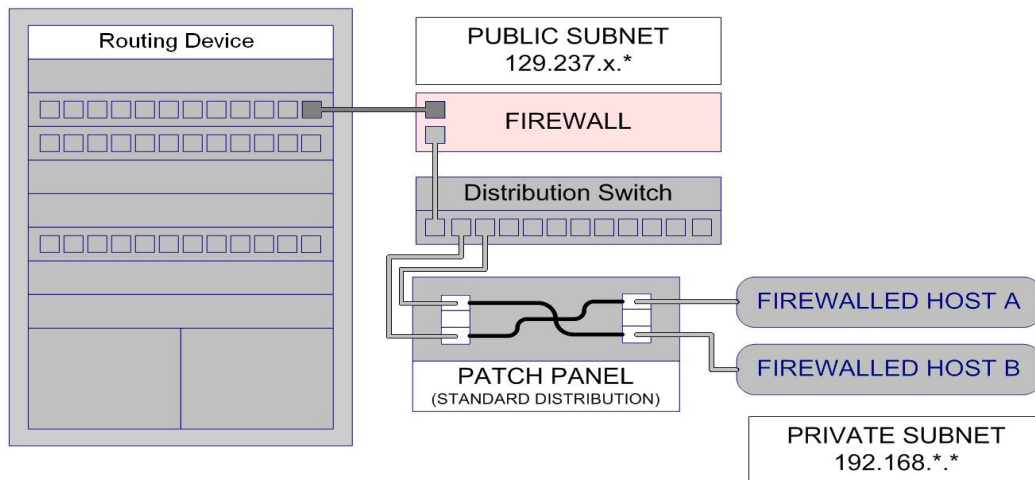 Routing Device
PUBLIC SUBNET
129.237.x.*
FIREWALL
Distribution Switch
FIREWALLED HOST A
FIREWALLED HOST B
PATCH PANEL
(STANDARD DISTRIBUTION)
PRIVATE SUBNET
192.168.*.*